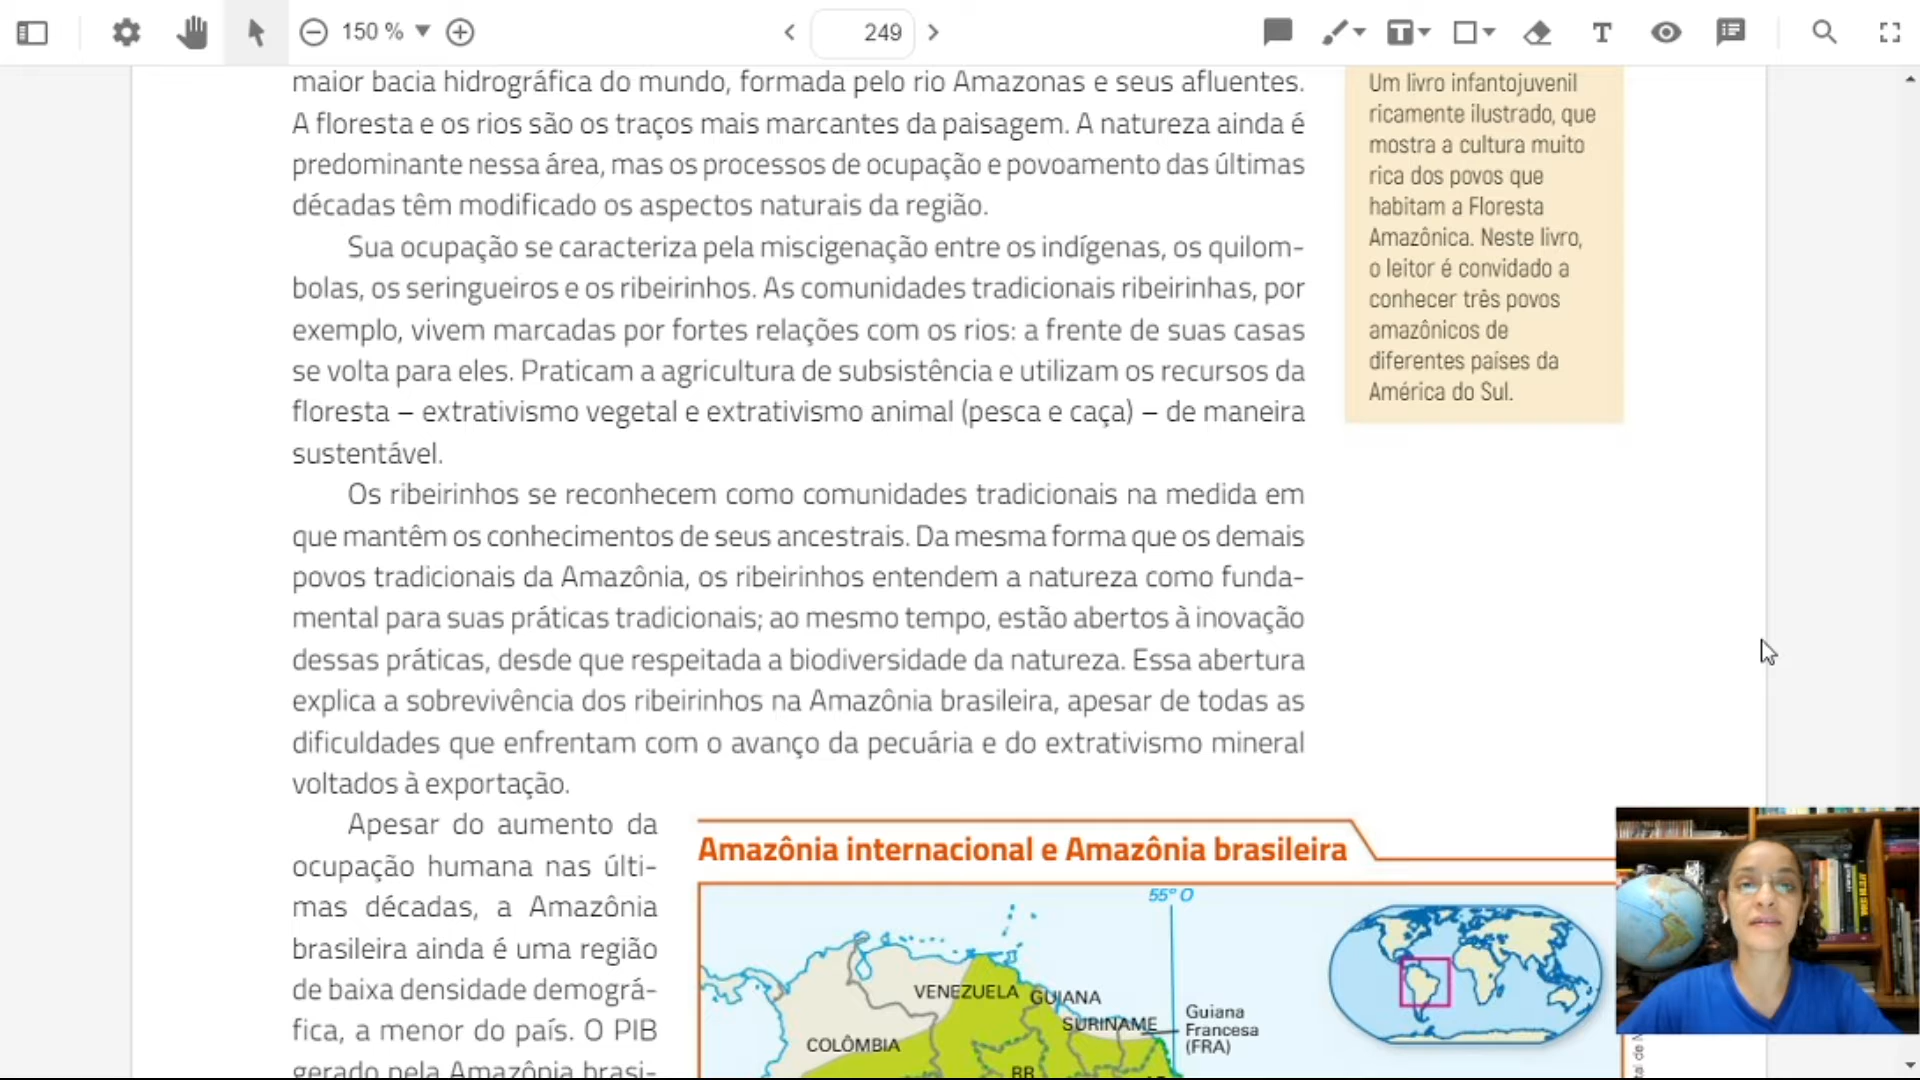 150 %
249
maior bacia hidrográfica do mundo, formada pelo rio Amazonas e seus afluentes.
A floresta e os rios são os traços mais marcantes da paisagem. A natureza ainda é
predominante nessa área, mas os processos de ocupação e povoamento das últimas
décadas têm modificado os aspectos naturais da região.
Sua ocupação se caracteriza pela miscigenação entre os indígenas, os quilom-
bolas, os seringueiros e os ribeirinhos. As comunidades tradicionais ribeirinhas, por
exemplo, vivem marcadas por fortes relações com os rios: a frente de suas casas
se volta para eles. Praticam a agricultura de subsistência e utilizam os recursos da
floresta – extrativismo vegetal e extrativismo animal (pesca e caça) – de maneira
sustentável.
Os ribeirinhos se reconhecem como comunidades tradicionais na medida em
que mantêm os conhecimentos de seus ancestrais. Da mesma forma que os demais
povos tradicionais da Amazônia, os ribeirinhos entendem a natureza como funda-
mental para suas práticas tradicionais; ao mesmo tempo, estão abertos à inovação
dessas práticas, desde que respeitada a biodiversidade da natureza. Essa abertura
explica a sobrevivência dos ribeirinhos na Amazônia brasileira, apesar de todas as
dificuldades que enfrentam com o avanço da pecuária e do extrativismo mineral
voltados à exportação.
Apesar do aumento da
ocupação humana nas últi-
mas décadas, a Amazônia
brasileira ainda é uma região
de baixa densidade demográ-
fica, a menor do país. O PIB
gerado pela Amazônia brasi-
Um livro infantojuvenil
ricamente ilustrado, que
mostra a cultura muito
rica dos povos que
habitam a Floresta
Amazônica. Neste livro,
o leitor é convidado a
conhecer três povos
amazônicos de
diferentes países da
América do Sul.
Amazônia internacional e Amazônia brasileira
55° O
VENEZUELA
GUIANA
SURINAME
Guiana
Francesa
(FRA)
COLÔMBIA
RR